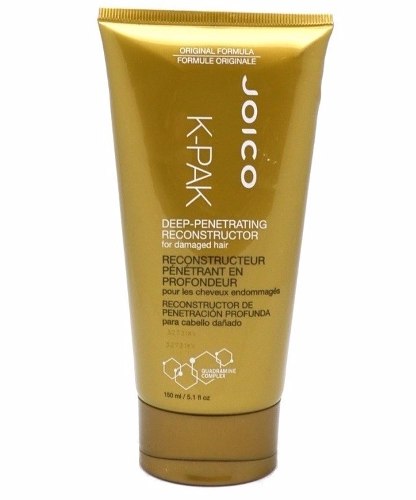 ORIGINAL FORMULA
FORMULE ORIGINALE
JOICO
K-PAK
DEEP-PENETRATING
RECONSTRUCTOR
for damaged hair
RECONSTRUCTEUR
PÉNÉTRANT EN
PROFONDEUR
pour les cheveux endommagés
RECONSTRUCTOR DE
PENETRACIÓN PROFUNDA
para cabello dañado
QUADRAMINE
COMPLEX
150 ml / 5.1 fl oz